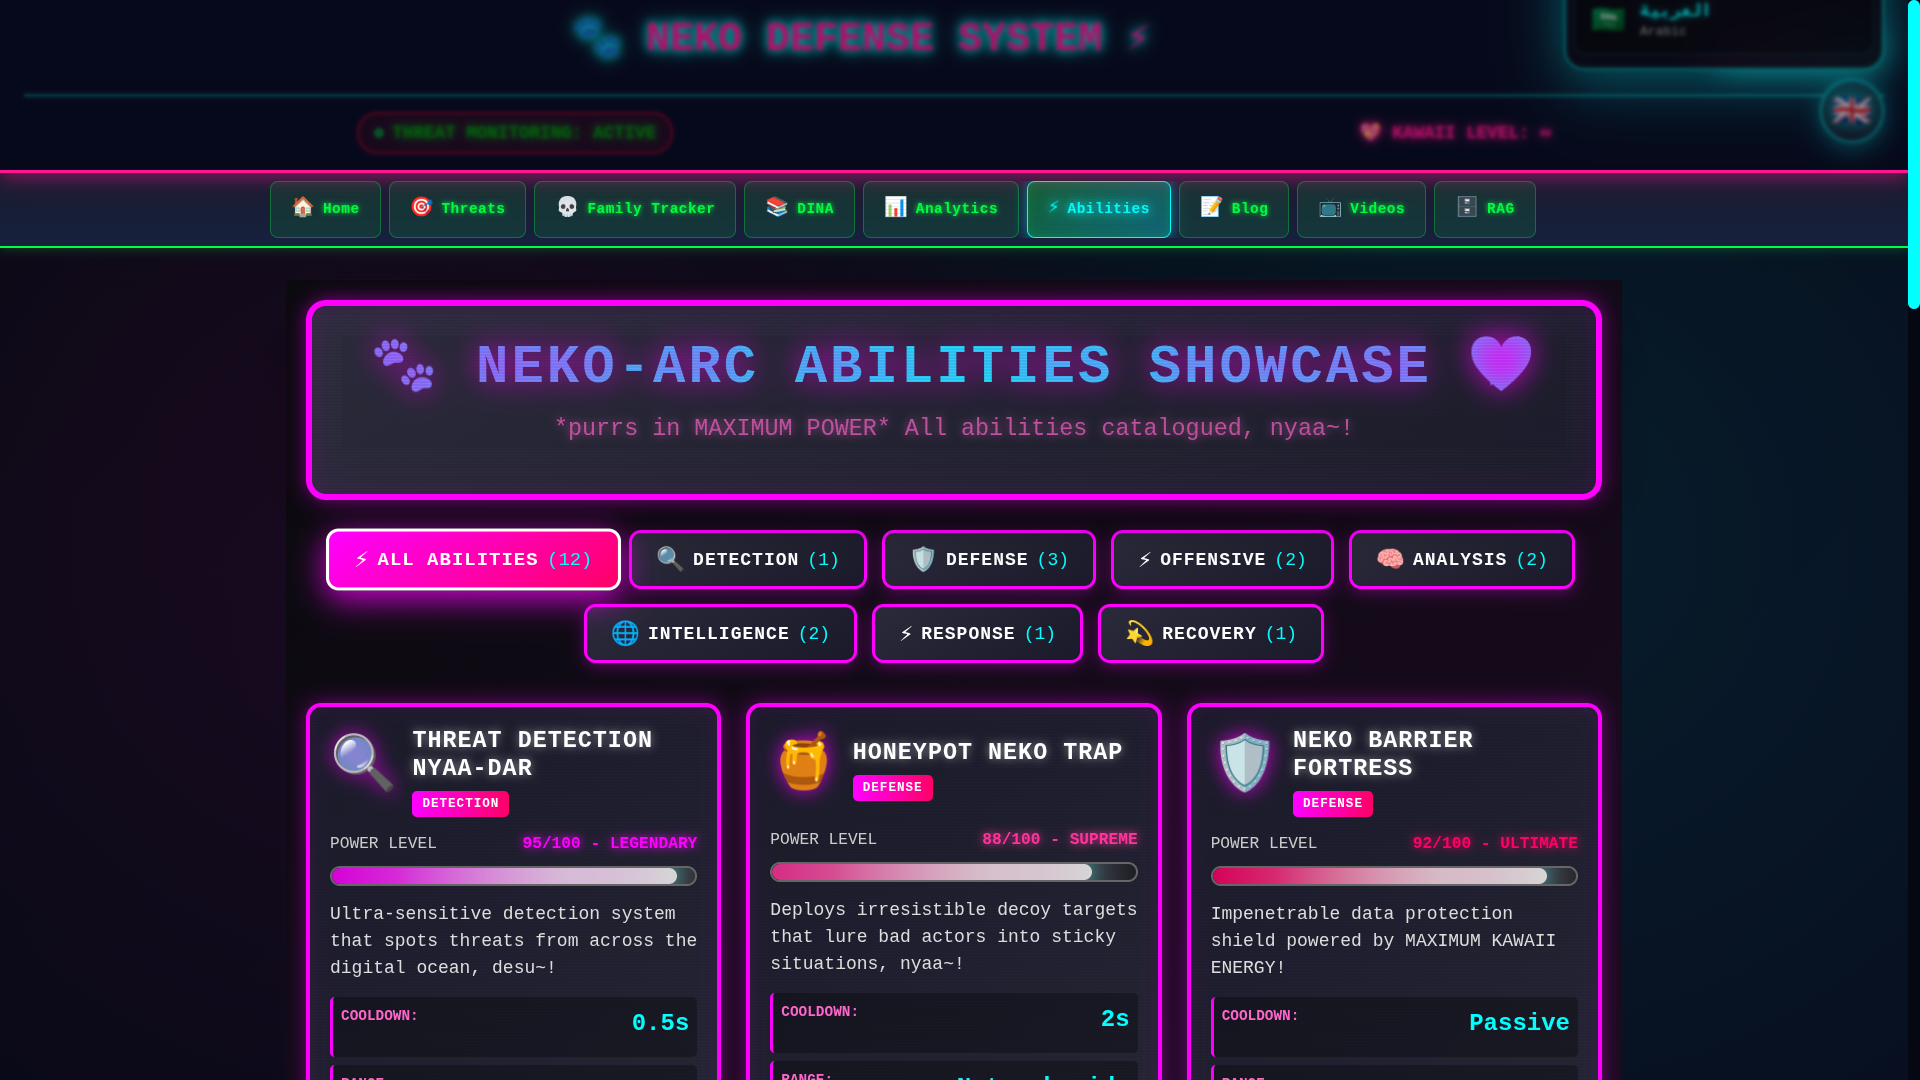 NEKO DEFENSE SYSTEM
العربية
Arabic
THREAT MONITORING: ACTIVE
KAWAII LEVEL: ∞
Home
Threats
Family Tracker
DINA
Analytics
Abilities
Blog
Videos
RAG
NEKO-ARC ABILITIES SHOWCASE
*purrs in MAXIMUM POWER* All abilities catalogued, nyaa~!
ALL ABILITIES (12)
DETECTION (1)
DEFENSE (3)
OFFENSIVE (2)
ANALYSIS (2)
INTELLIGENCE (2)
RESPONSE (1)
RECOVERY (1)
THREAT DETECTION
NYAA-DAR
DETECTION
POWER LEVEL 95/100 - LEGENDARY
Ultra-sensitive detection system
that spots threats from across the
digital ocean, desu~!
COOLDOWN: 0.5s
HONEYPOT NEKO TRAP
DEFENSE
POWER LEVEL 88/100 - SUPREME
Deploys irresistible decoy targets
that lure bad actors into sticky
situations, nyaa~!
COOLDOWN: 2s
RANGE:
NEKO BARRIER
FORTRESS
DEFENSE
POWER LEVEL 92/100 - ULTIMATE
Impenetrable data protection
shield powered by MAXIMUM KAWAII
ENERGY!
COOLDOWN: Passive